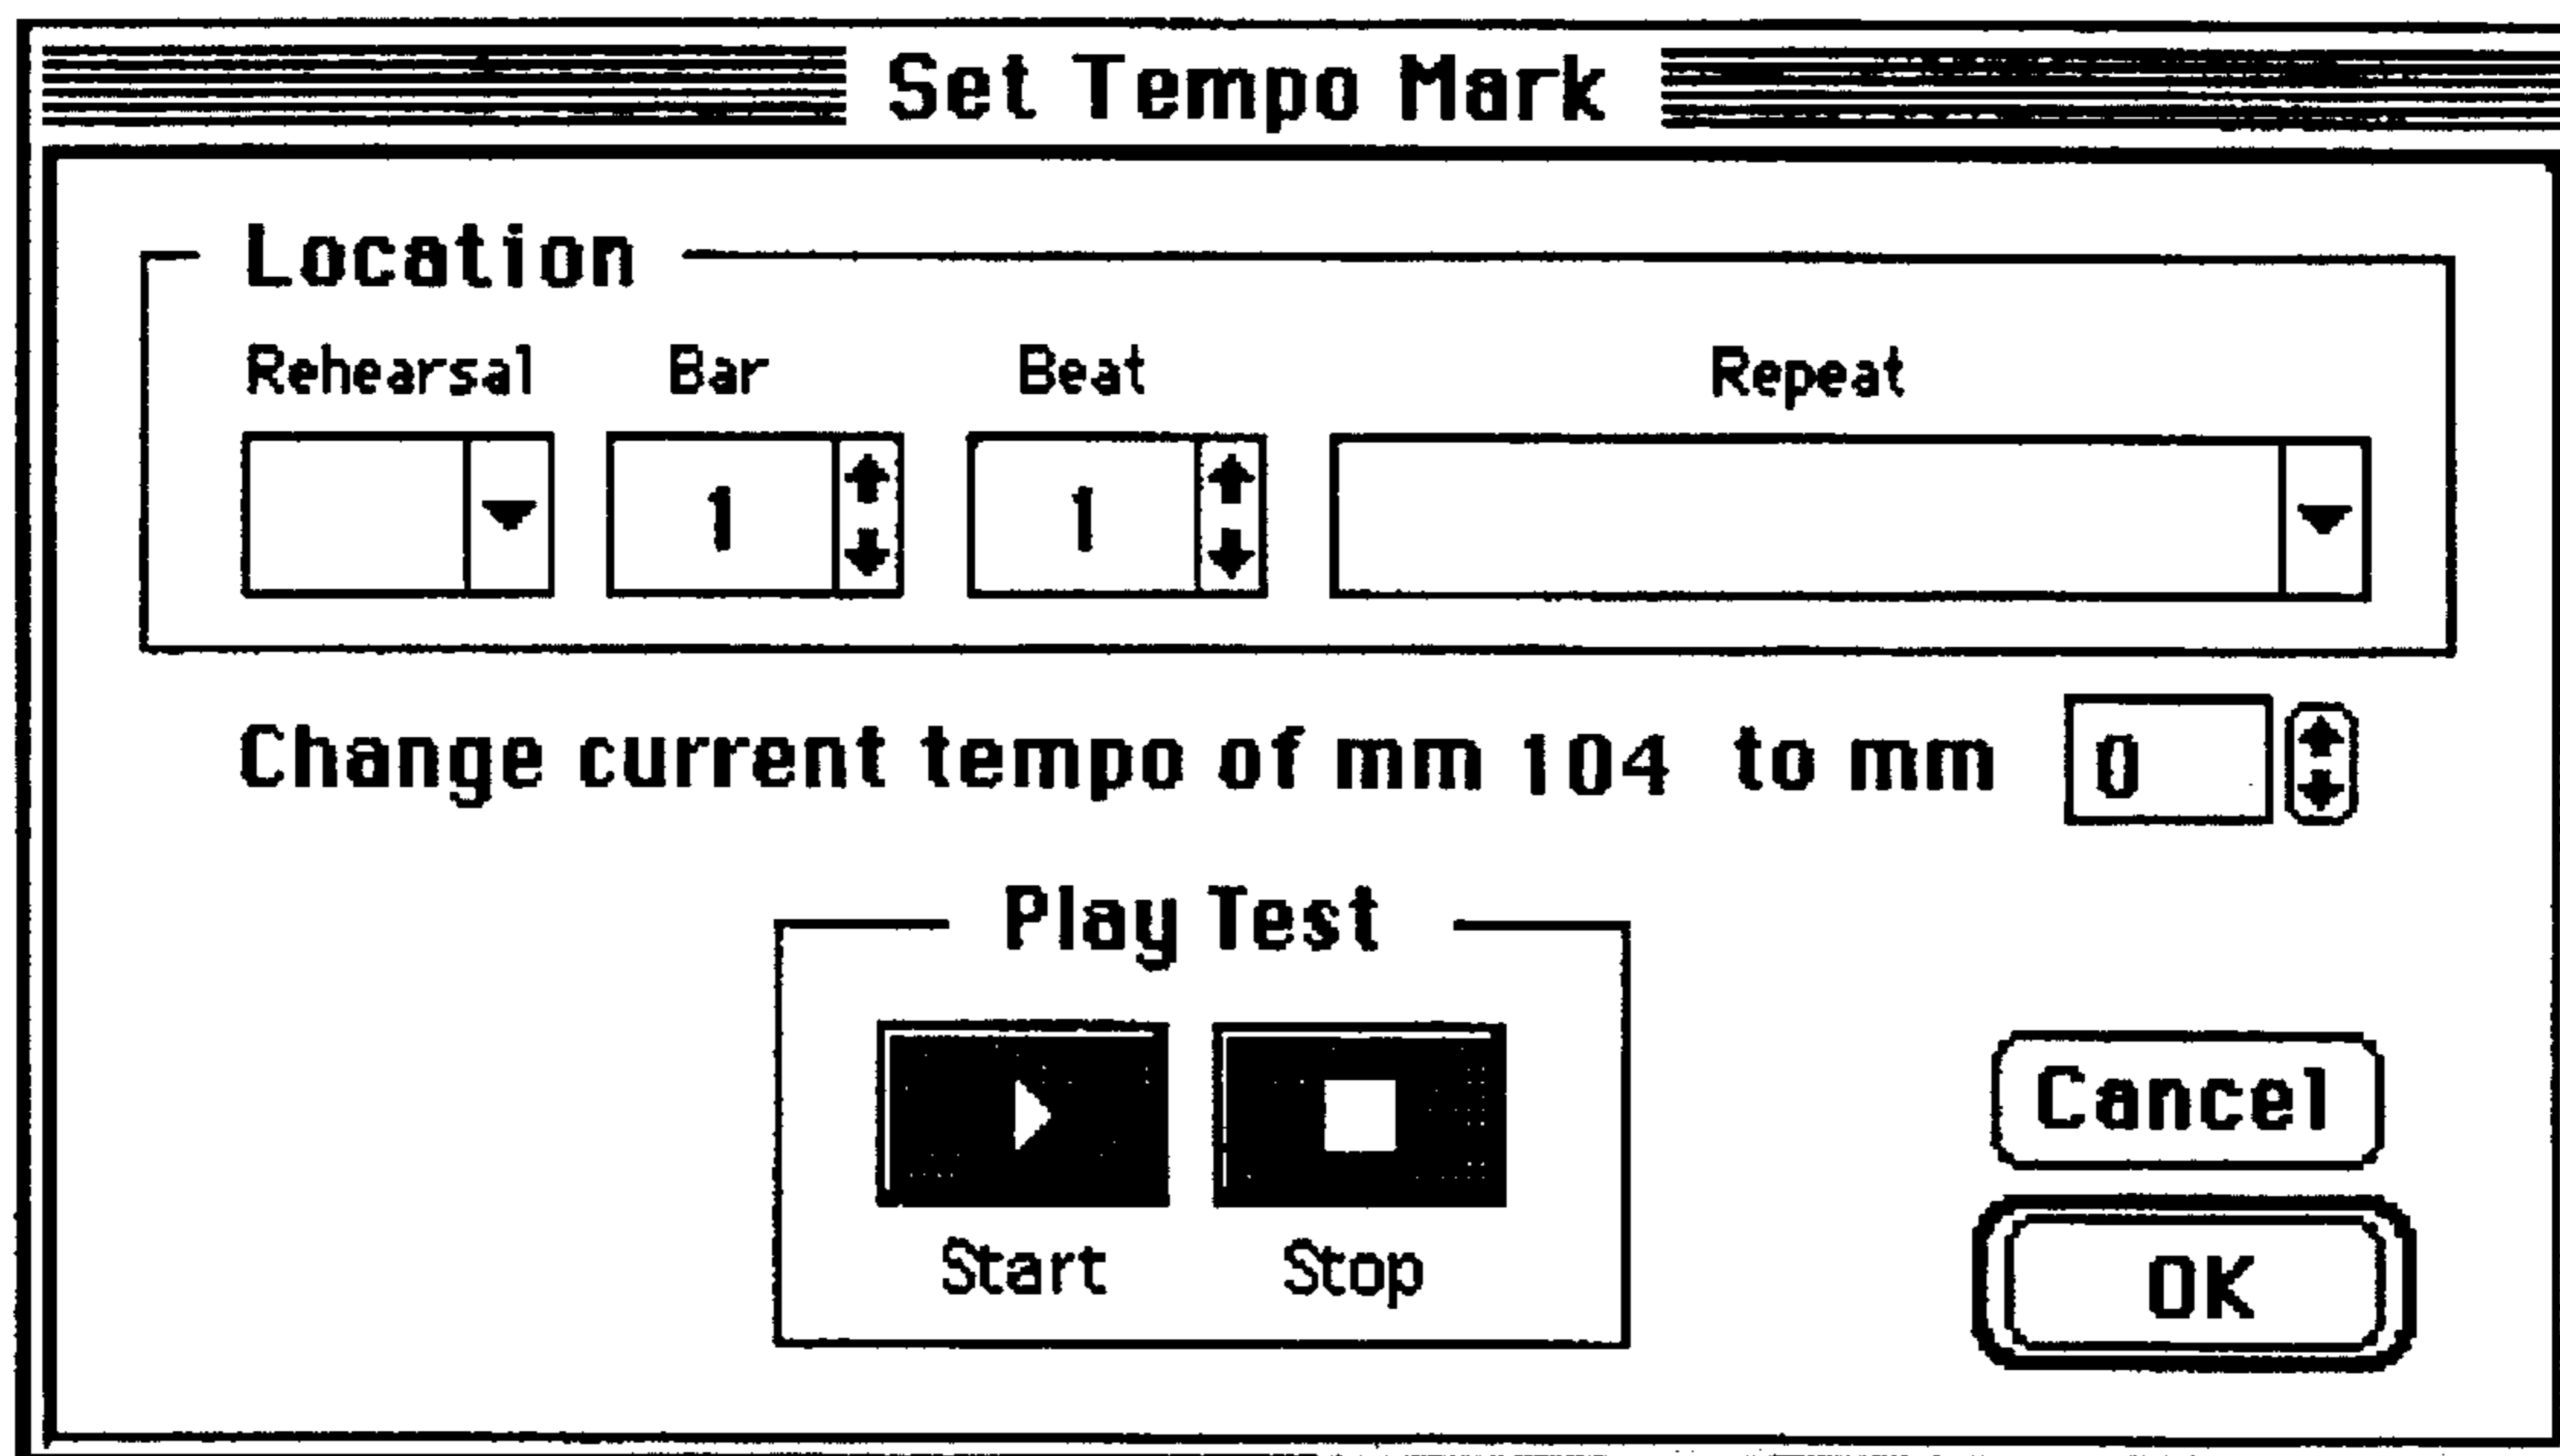 Set Tempo Mark
Location
Rehearsal Bar Beat Repeat
1 1
Change current tempo of mm 104 to mm 0
Play Test
Cancel
Start Stop
OK